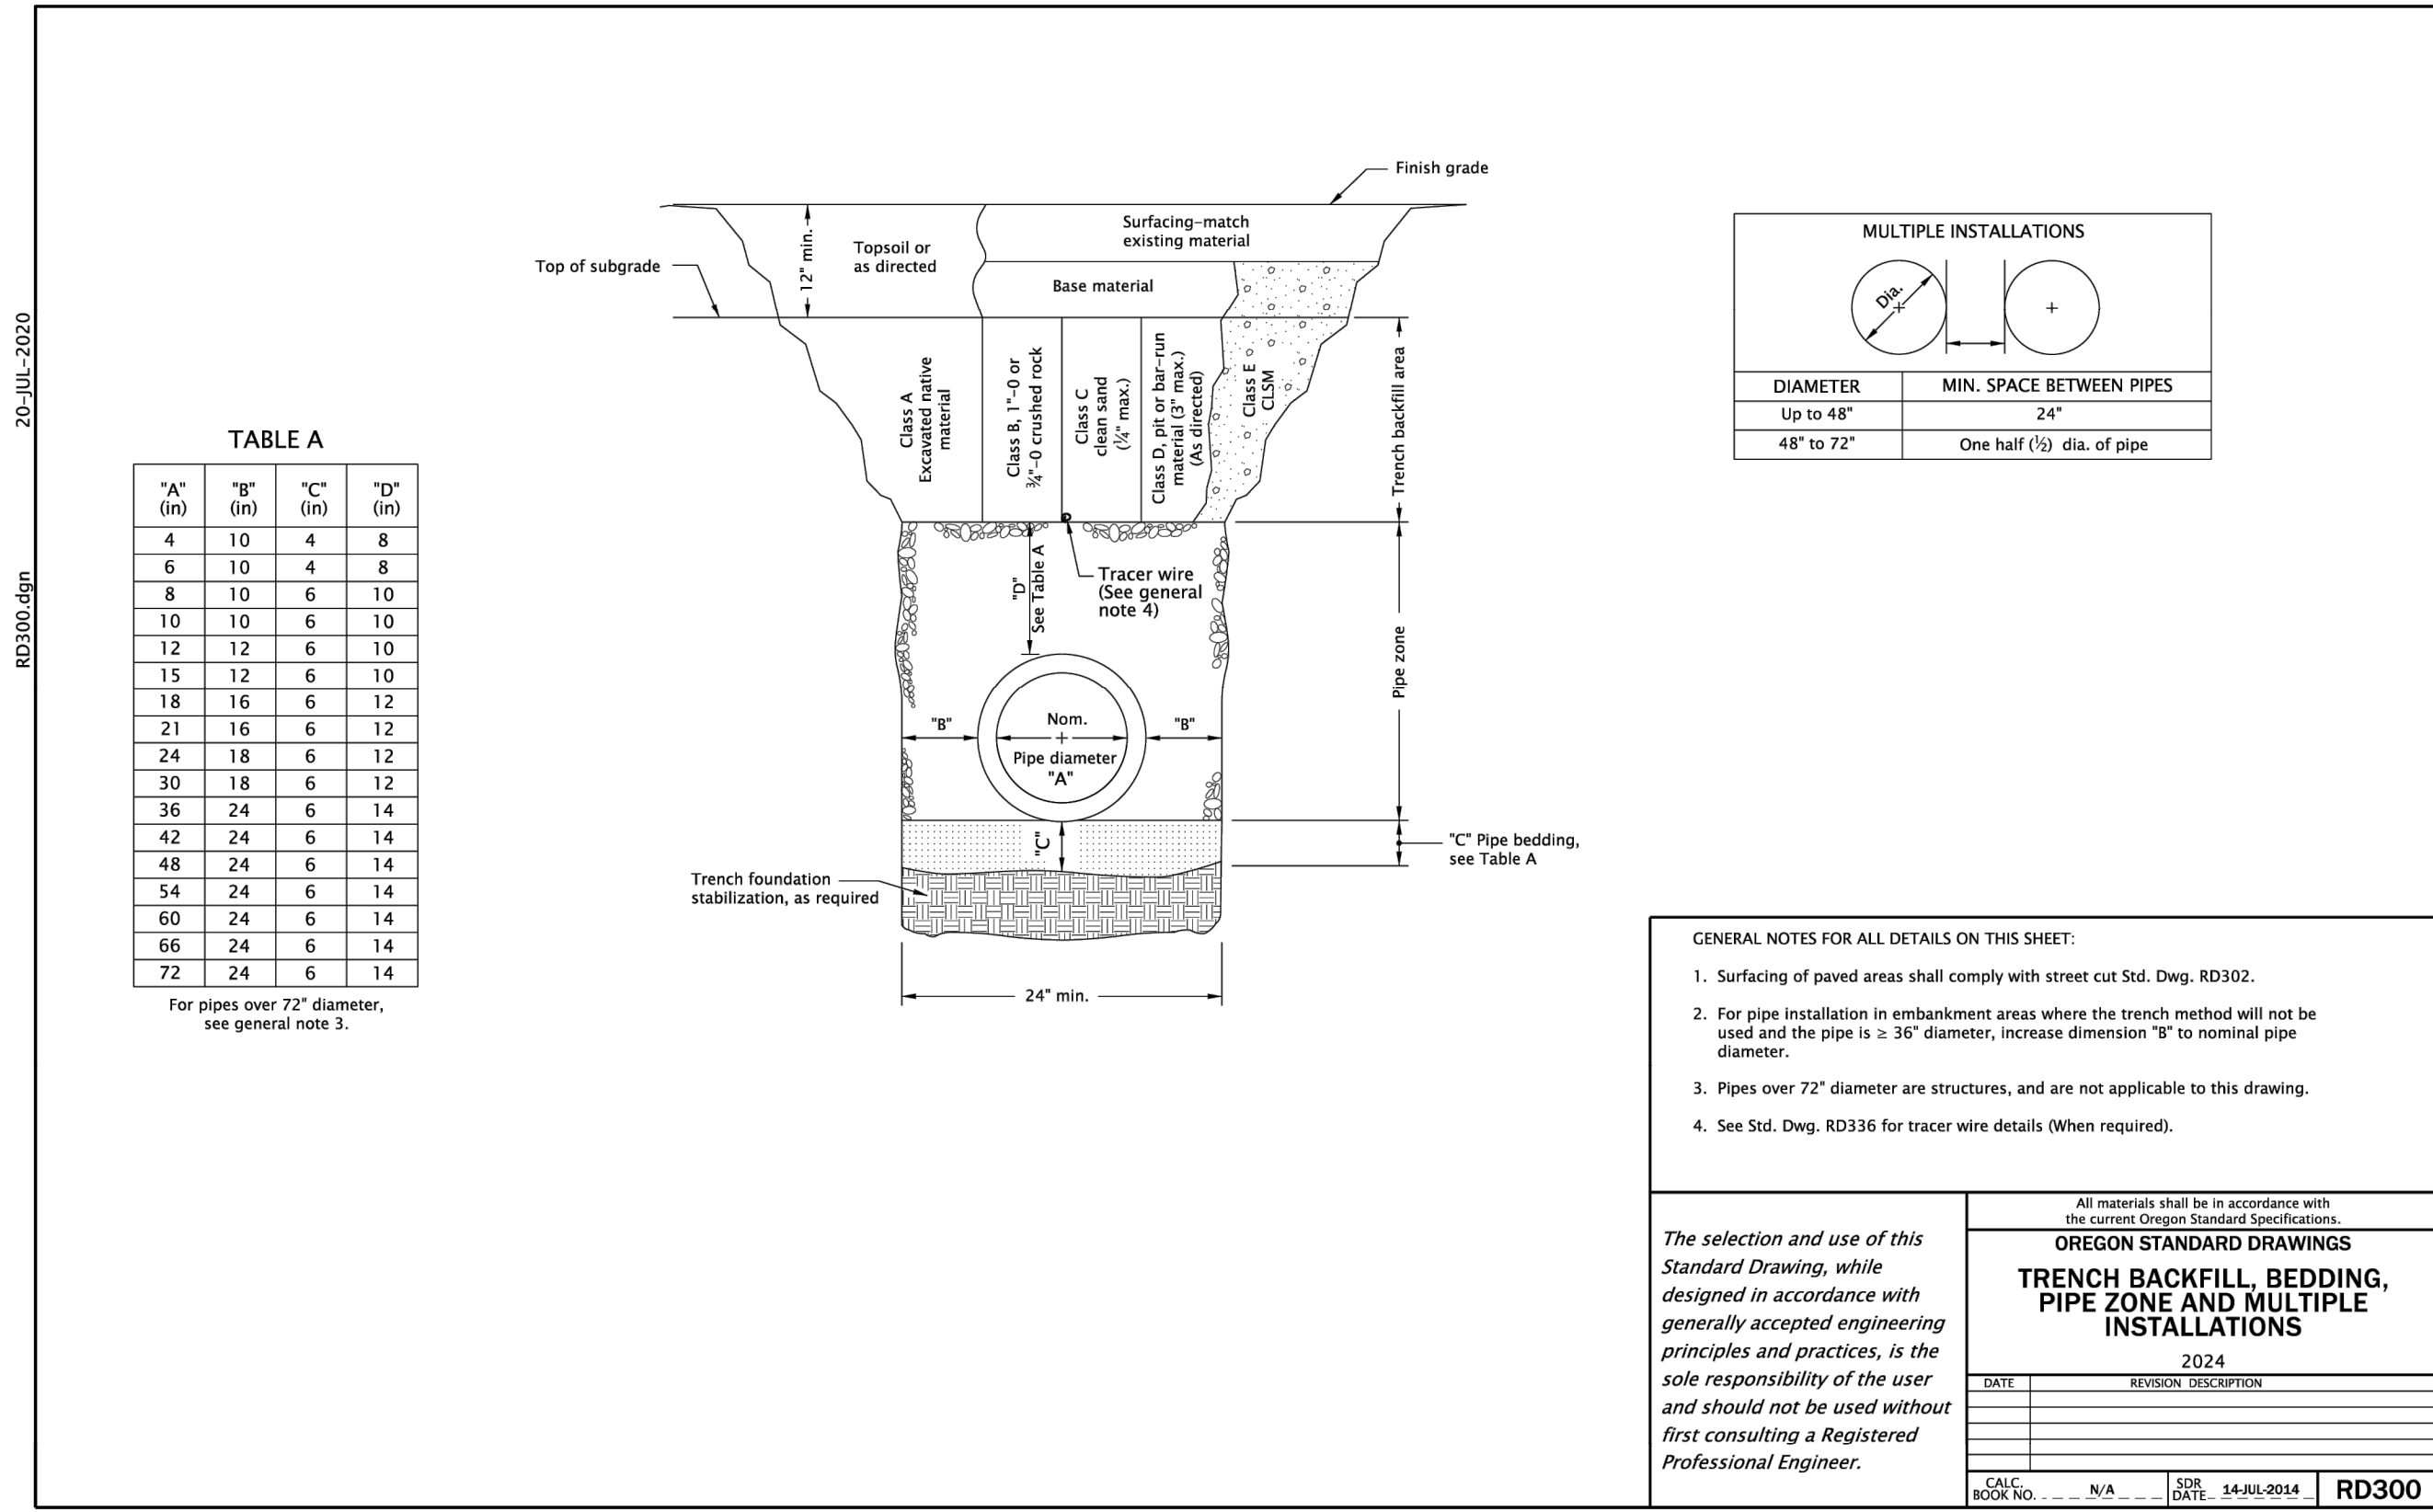 20-JUL-2020
RD300.dgn
TABLE A
"A" "B" "C" "D"
(in) (in) (in) (in)
4 10 4 8
6 10 4 8
8 10 6 10
10 10 6 10
12 12 6 10
15 12 6 10
18 16 6 12
21 16 6 12
24 18 6 12
30 18 6 12
36 24 6 14
42 24 6 14
48 24 6 14
54 24 6 14
60 24 6 14
66 24 6 14
72 24 6 14
For pipes over 72" diameter,
see general note 3.
Finish grade
Top of subgrade
12" min.
Topsoil or
as directed
Surfacing-match
existing material
Base material
Class A
Excavated native
material
Class B, 1"-0 or
¾"-0 crushed rock
Class C
clean sand
(¼" max.)
Class D, pit or bar-run
material (3" max.)
(As directed)
Class E
CLSM
Trench backfill area
"D"
See Table A
Tracer wire
(See general
note 4)
Pipe zone
"B"
Nom.
Pipe diameter
"A"
"B"
"C"
"C" Pipe bedding,
see Table A
Trench foundation
stabilization, as required
24" min.
MULTIPLE INSTALLATIONS
Dia.
DIAMETER MIN. SPACE BETWEEN PIPES
Up to 48" 24"
48" to 72" One half (½) dia. of pipe
GENERAL NOTES FOR ALL DETAILS ON THIS SHEET:
1. Surfacing of paved areas shall comply with street cut Std. Dwg. RD302.
2. For pipe installation in embankment areas where the trench method will not be
used and the pipe is ≥ 36" diameter, increase dimension "B" to nominal pipe
diameter.
3. Pipes over 72" diameter are structures, and are not applicable to this drawing.
4. See Std. Dwg. RD336 for tracer wire details (When required).
The selection and use of this
Standard Drawing, while
designed in accordance with
generally accepted engineering
principles and practices, is the
sole responsibility of the user
and should not be used without
first consulting a Registered
Professional Engineer.
All materials shall be in accordance with
the current Oregon Standard Specifications.
OREGON STANDARD DRAWINGS
TRENCH BACKFILL, BEDDING,
PIPE ZONE AND MULTIPLE
INSTALLATIONS
2024
DATE REVISION DESCRIPTION
CALC.
BOOK NO. N/A
SDR
DATE 14-JUL-2014
RD300